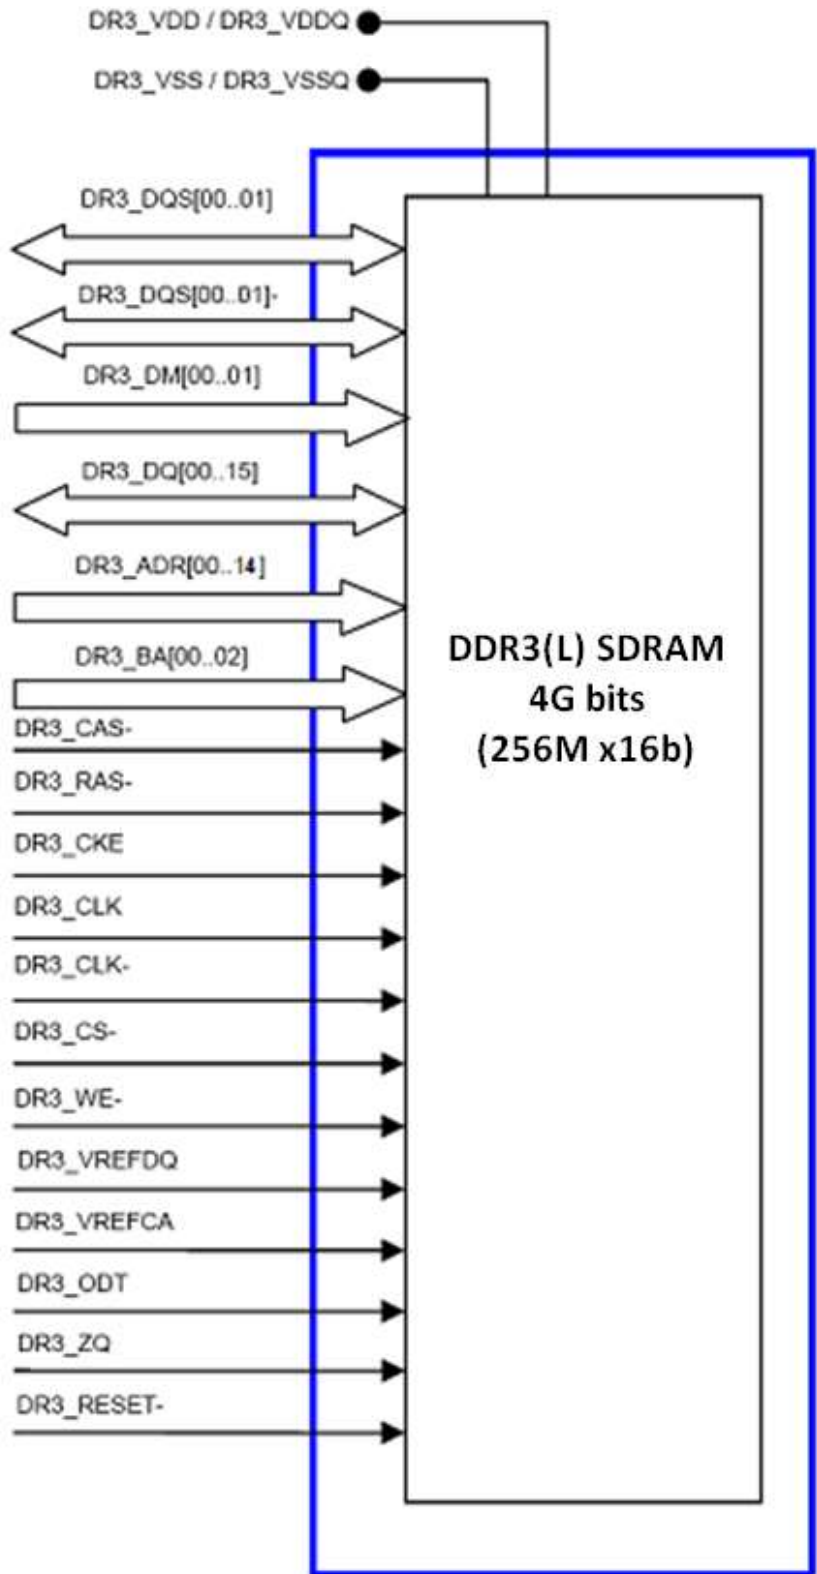 DR3_VDD / DR3_VDDQ
DR3_VSS / DR3_VSSQ
DR3_DQS[00..01]
DR3_DQS[00..01]-
DR3_DM[00..01]
DR3_DQ[00..15]
DR3_ADR[00..14]
DR3_BA[00..02]
DR3_CAS-
DR3_RAS-
DR3_CKE
DR3_CLK
DR3_CLK-
DR3_CS-
DR3_WE-
DR3_VREFDQ
DR3_VREFCA
DR3_ODT
DR3_ZQ
DR3_RESET-
DDR3(L) SDRAM
4G bits
(256M x16b)